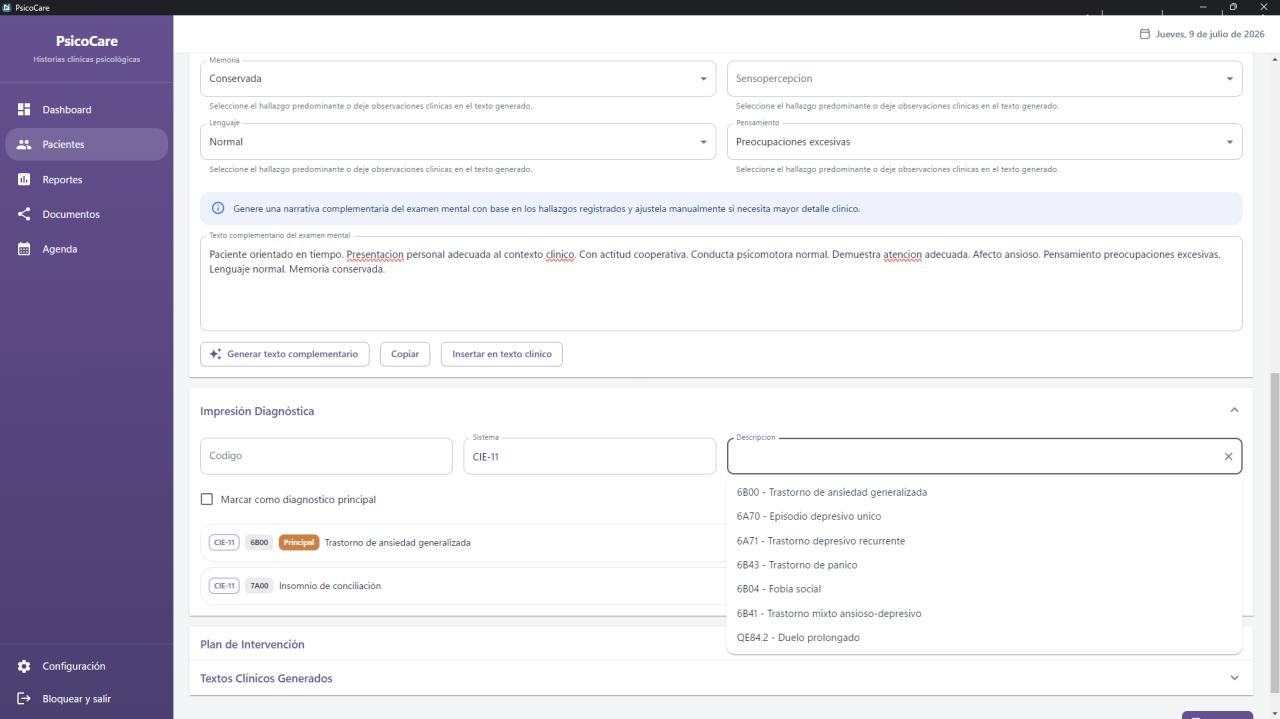 PsicoCare
PsicoCare
Historias clínicas psicológicas
Jueves, 9 de julio de 2026
Dashboard
Pacientes
Reportes
Documentos
Agenda
Configuración
Bloquear y salir
Memoria
Conservada
Sensopercepcion
Seleccione el hallazgo predominante o deje observaciones clinicas en el texto generado.
Seleccione el hallazgo predominante o deje observaciones clinicas en el texto generado.
Lenguaje
Normal
Pensamiento
Preocupaciones excesivas
Seleccione el hallazgo predominante o deje observaciones clinicas en el texto generado.
Seleccione el hallazgo predominante o deje observaciones clinicas en el texto generado.
Genere una narrativa complementaria del examen mental con base en los hallazgos registrados y ajustela manualmente si necesita mayor detalle clinico.
Texto complementario del examen mental
Paciente orientado en tiempo. Presentacion personal adecuada al contexto clinico. Con actitud cooperativa. Conducta psicomotora normal. Demuestra atencion adecuada. Afecto ansioso. Pensamiento preocupaciones excesivas.
Lenguaje normal. Memoria conservada.
Generar texto complementario
Copiar
Insertar en texto clinico
Impresión Diagnóstica
Codigo
Sistema
CIE-11
Descripcion
Marcar como diagnostico principal
CIE-11 6B00 Principal Trastorno de ansiedad generalizada
CIE-11 7A00 Insomnio de conciliación
6B00 - Trastorno de ansiedad generalizada
6A70 - Episodio depresivo unico
6A71 - Trastorno depresivo recurrente
6B43 - Trastorno de panico
6B04 - Fobia social
6B41 - Trastorno mixto ansioso-depresivo
QE84.2 - Duelo prolongado
Plan de Intervención
Textos Clínicos Generados